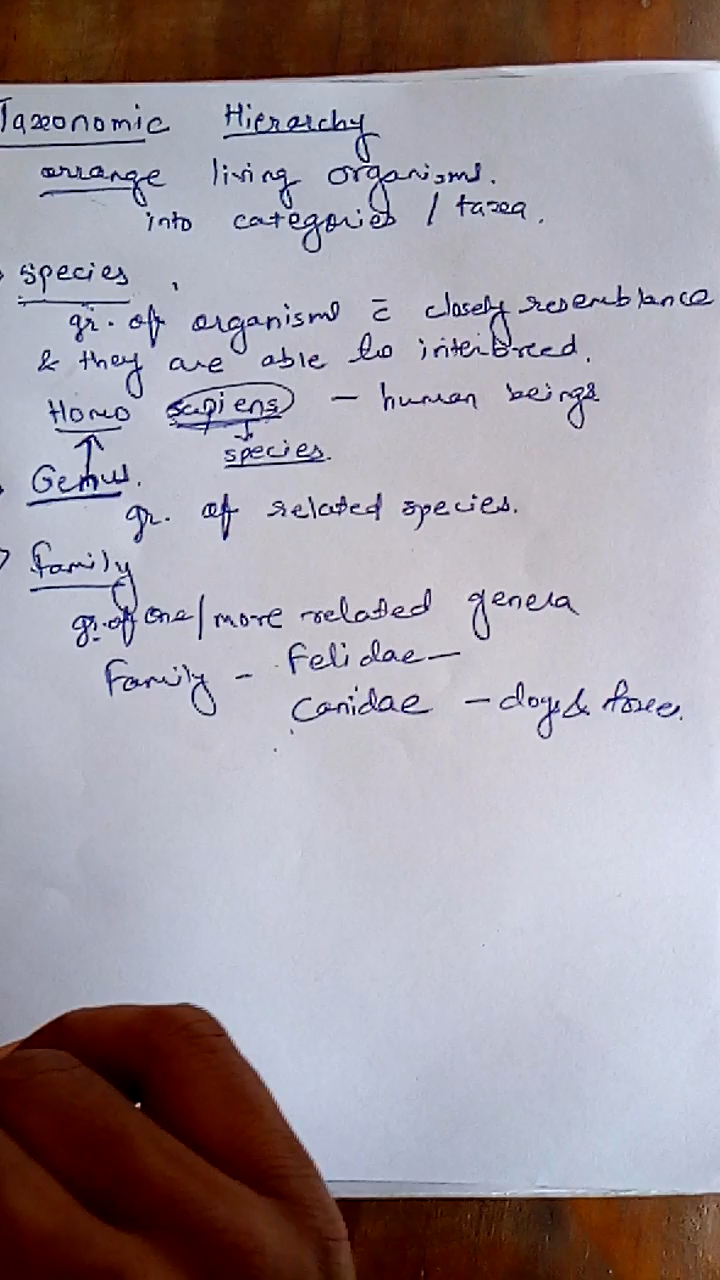 Taxonomic Hierarchy
arrange living organisms.
into categories / taxa.
Species
gr. of organisms c̄ closely resemblance
& they are able to interbreed.
Homo sapiens - human beings
species.
Genus.
gr. of related species.
Family
gr. of one/more related genera
Family - Felidae -
Canidae - dogs & foxes.